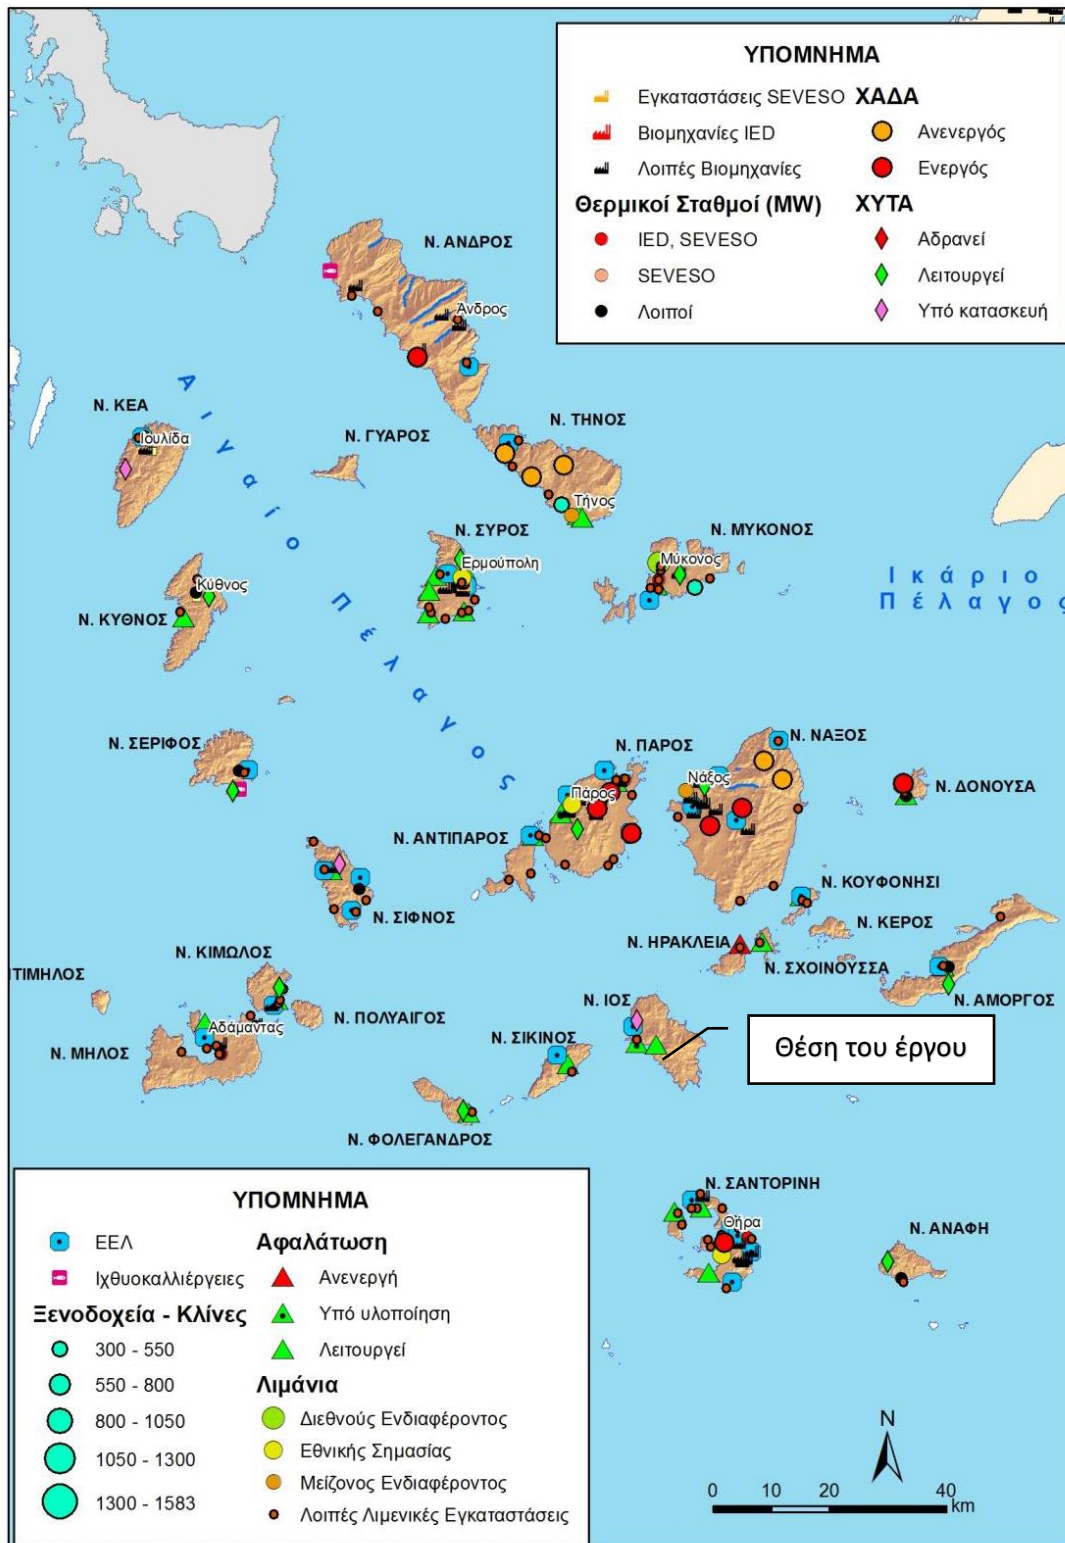 ΥΠΟΜΝΗΜΑ
Εγκαταστάσεις SEVESO
Βιομηχανίες IED
Λοιπές Βιομηχανίες
Θερμικοί Σταθμοί (MW)
IED, SEVESO
SEVESO
Λοιποί
ΧΑΔΑ
Ανενεργός
Ενεργός
ΧΥΤΑ
Αδρανεί
Λειτουργεί
Υπό κατασκευή
Ν. ΑΝΔΡΟΣ
Άνδρος
Ν. ΚΕΑ
Ιουλίδα
Ν. ΓΥΑΡΟΣ
Ν. ΤΗΝΟΣ
Τήνος
Ν. ΣΥΡΟΣ
Ερμούπολη
Ν. ΜΥΚΟΝΟΣ
Μύκονος
Αιγαίο Πέλαγος
Ικάριο
Πέλαγος
Κύθνος
Ν. ΚΥΘΝΟΣ
Ν. ΣΕΡΙΦΟΣ
Ν. ΠΑΡΟΣ
Πάρος
Ν. ΝΑΞΟΣ
Νάξος
Ν. ΔΟΝΟΥΣΑ
Ν. ΑΝΤΙΠΑΡΟΣ
Ν. ΣΙΦΝΟΣ
Ν. ΚΟΥΦΟΝΗΣΙ
Ν. ΚΕΡΟΣ
Ν. ΗΡΑΚΛΕΙΑ
Ν. ΣΧΟΙΝΟΥΣΣΑ
Ν. ΑΜΟΡΓΟΣ
Ν. ΚΙΜΩΛΟΣ
ΤΙΜΗΛΟΣ
Ν. ΠΟΛΥΑΙΓΟΣ
Αδάμαντας
Ν. ΜΗΛΟΣ
Ν. ΙΟΣ
Ν. ΣΙΚΙΝΟΣ
Θέση του έργου
Ν. ΦΟΛΕΓΑΝΔΡΟΣ
Ν. ΣΑΝΤΟΡΙΝΗ
Θήρα
Ν. ΑΝΑΦΗ
ΥΠΟΜΝΗΜΑ
ΕΕΛ
Ιχθυοκαλλιέργειες
Ξενοδοχεία - Κλίνες
300 - 550
550 - 800
800 - 1050
1050 - 1300
1300 - 1583
Αφαλάτωση
Ανενεργή
Υπό υλοποίηση
Λειτουργεί
Λιμάνια
Διεθνούς Ενδιαφέροντος
Εθνικής Σημασίας
Μείζονος Ενδιαφέροντος
Λοιπές Λιμενικές Εγκαταστάσεις
N
0 10 20 40
km